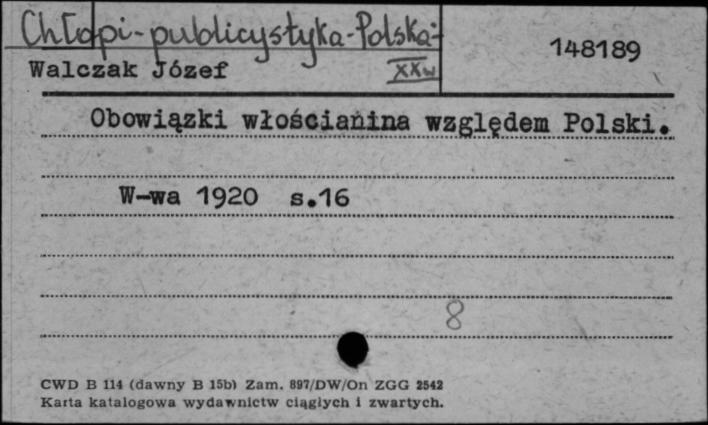 Chłopi-publicystyka-Polska-
XXw
148189
Walczak Józef
Obowiązki włościanina względem Polski.
W-wa 1920 s.16
8
CWD B 114 (dawny B 15b) Zam. 897/DW/On ZGG 2542
Karta katalogowa wydawnictw ciągłych i zwartych.